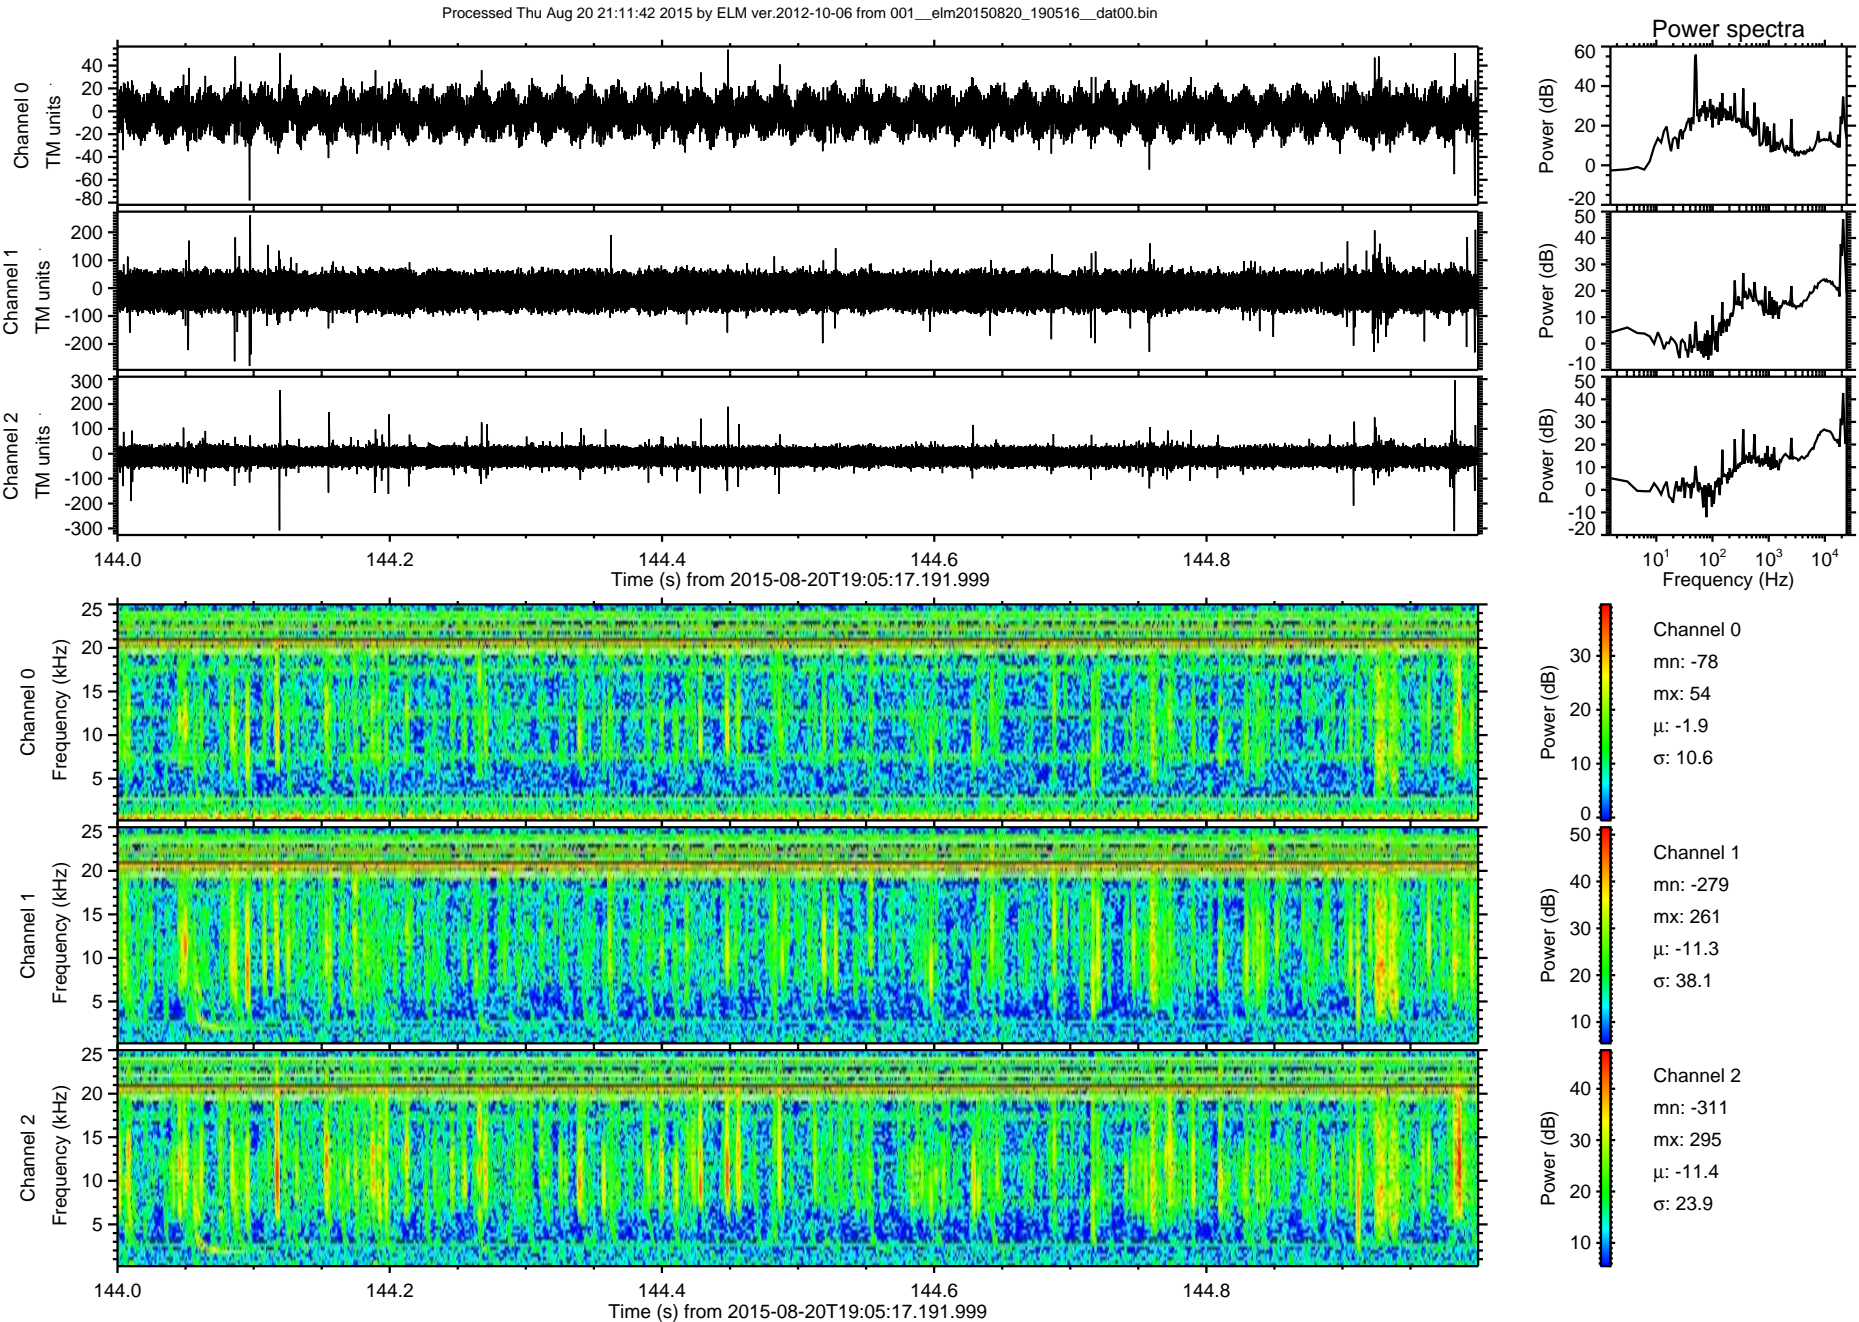 Processed Thu Aug 20 21:11:42 2015 by ELM ver.2012-10-06 from 001__elm20150820_190516__dat00.bin
Power spectra
Channel 0
TM units
40
20
0
-20
-40
-60
-80
Power (dB)
60
40
20
0
-20
Channel 1
TM units
200
100
0
-100
-200
Power (dB)
50
40
30
20
10
0
-10
Channel 2
TM units
300
200
100
0
-100
-200
-300
Power (dB)
50
40
30
20
10
0
-10
-20
144.0 144.2 144.4 144.6 144.8
Time (s) from 2015-08-20T19:05:17.191.999
10^1 10^2 10^3 10^4
Frequency (Hz)
Channel 0
Frequency (kHz)
25
20
15
10
5
Power (dB)
30
20
10
0
Channel 0
mn: -78
mx: 54
μ: -1.9
σ: 10.6
Channel 1
Frequency (kHz)
25
20
15
10
5
Power (dB)
50
40
30
20
10
Channel 1
mn: -279
mx: 261
μ: -11.3
σ: 38.1
Channel 2
Frequency (kHz)
25
20
15
10
5
Power (dB)
40
30
20
10
Channel 2
mn: -311
mx: 295
μ: -11.4
σ: 23.9
144.0 144.2 144.4 144.6 144.8
Time (s) from 2015-08-20T19:05:17.191.999